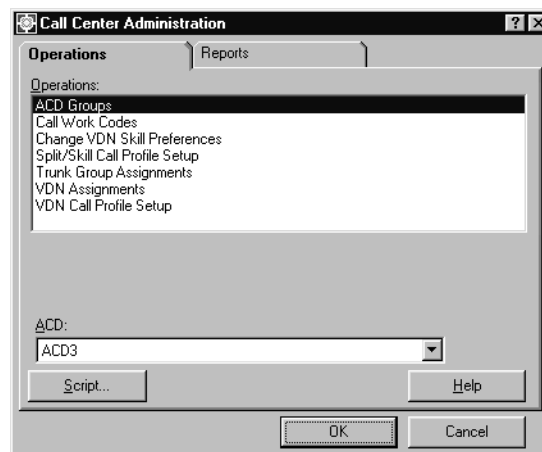 Call Center Administration
Operations
Reports
Operations:
ACD Groups
Call Work Codes
Change VDN Skill Preferences
Split/Skill Call Profile Setup
Trunk Group Assignments
VDN Assignments
VDN Call Profile Setup
ACD:
ACD3
Script...
Help
OK
Cancel